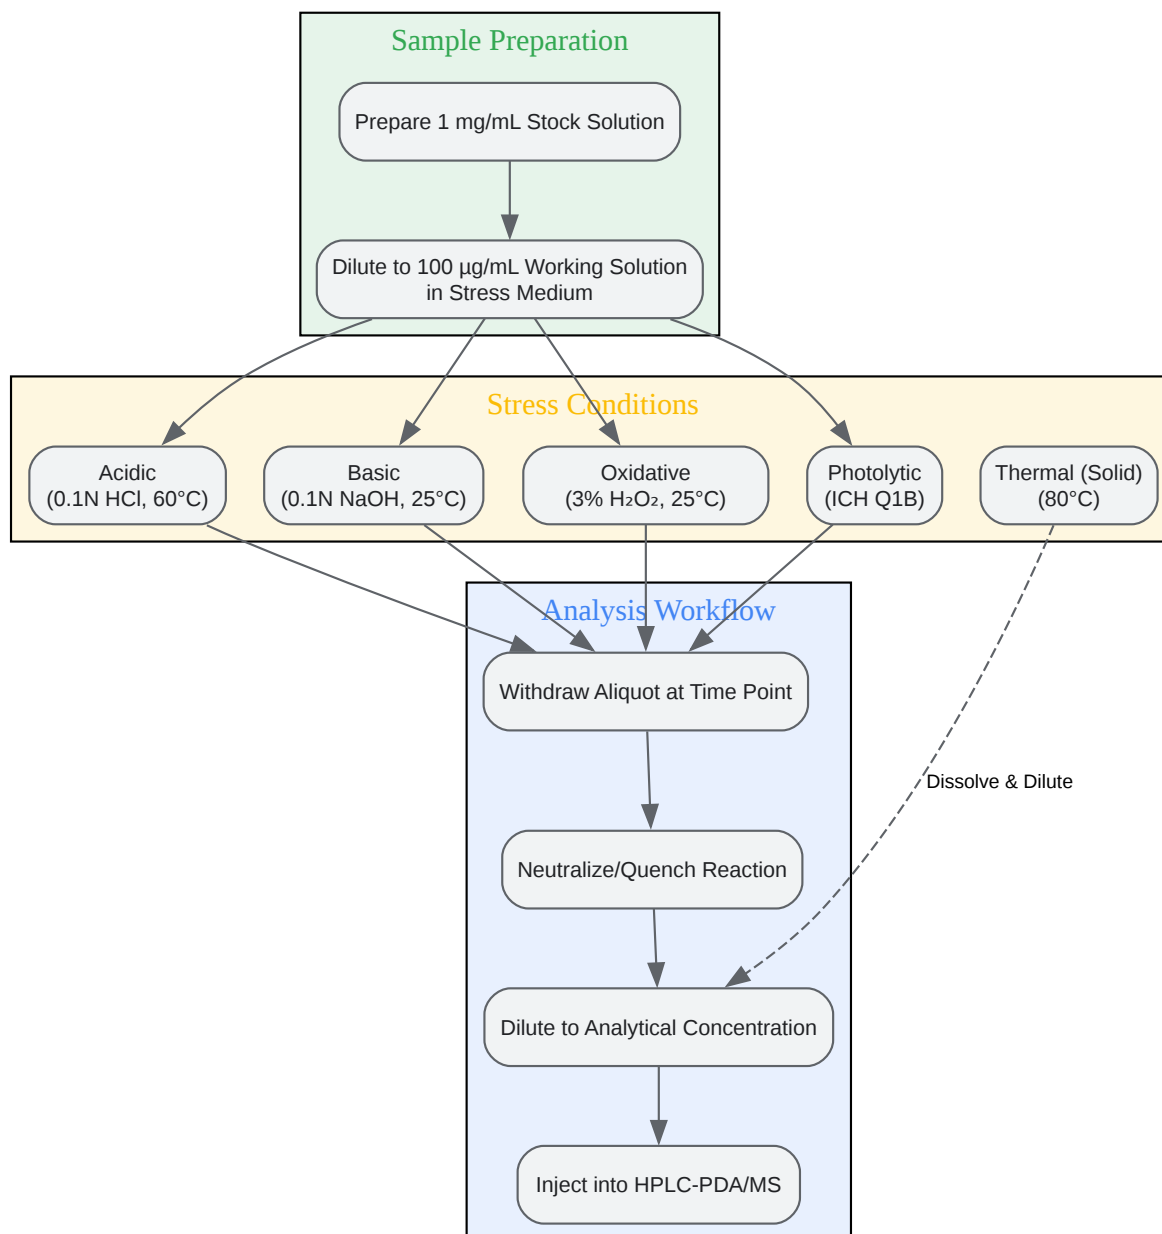 Sample Preparation
Prepare 1 mg/mL Stock Solution
Dilute to 100 µg/mL Working Solution
in Stress Medium
Stress Conditions
Acidic
(0.1N HCl, 60°C)
Basic
(0.1N NaOH, 25°C)
Oxidative
(3% H₂O₂, 25°C)
Photolytic
(ICH Q1B)
Thermal (Solid)
(80°C)
Analysis Workflow
Withdraw Aliquot at Time Point
Dissolve & Dilute
Neutralize/Quench Reaction
Dilute to Analytical Concentration
Inject into HPLC-PDA/MS